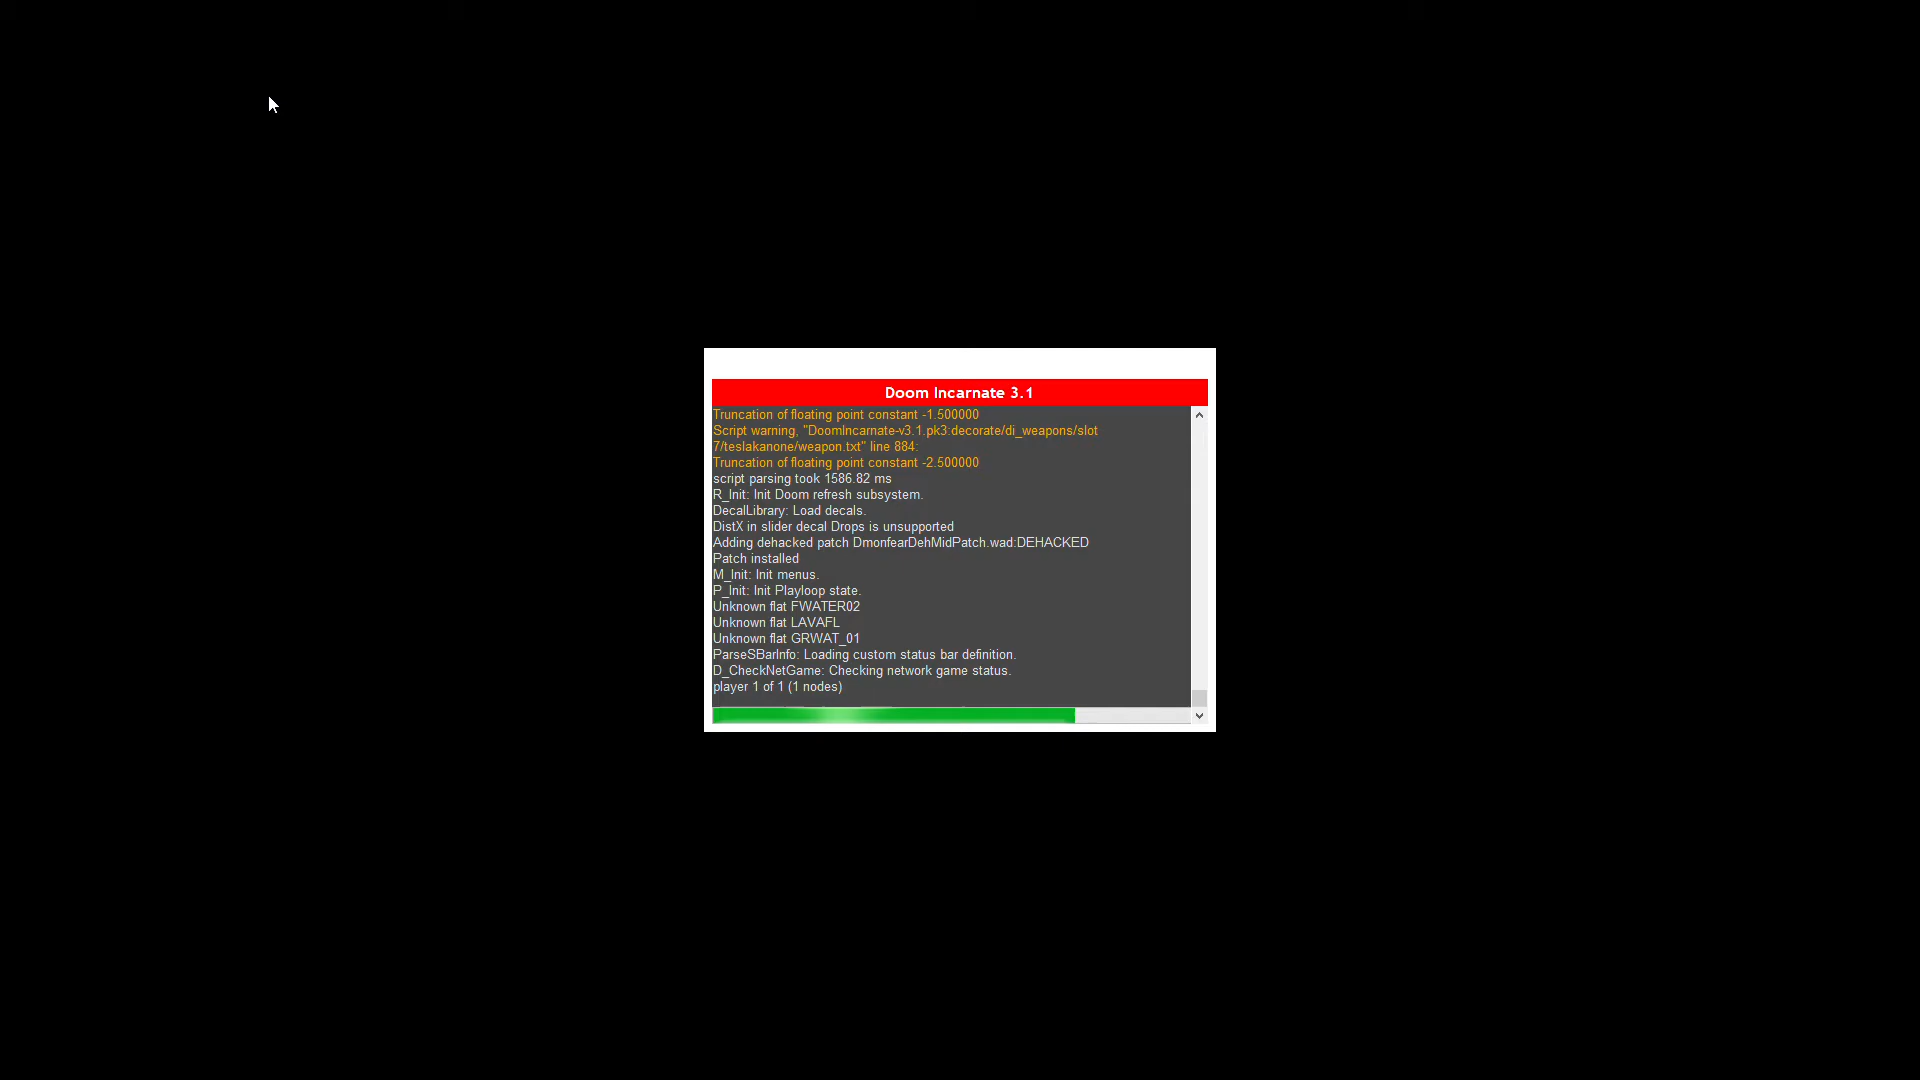 Doom Incarnate 3.1
Truncation of floating point constant -1.500000
Script warning, "DoomIncarnate-v3.1.pk3:decorate/di_weapons/slot
7/teslakanone/weapon.txt" line 884:
Truncation of floating point constant -2.500000
script parsing took 1586.82 ms
R_Init: Init Doom refresh subsystem.
DecalLibrary: Load decals.
DistX in slider decal Drops is unsupported
Adding dehacked patch DmonfearDehMidPatch.wad:DEHACKED
Patch installed
M_Init: Init menus.
P_Init: Init Playloop state.
Unknown flat FWATER02
Unknown flat LAVAFL
Unknown flat GRWAT_01
ParseSBarInfo: Loading custom status bar definition.
D_CheckNetGame: Checking network game status.
player 1 of 1 (1 nodes)